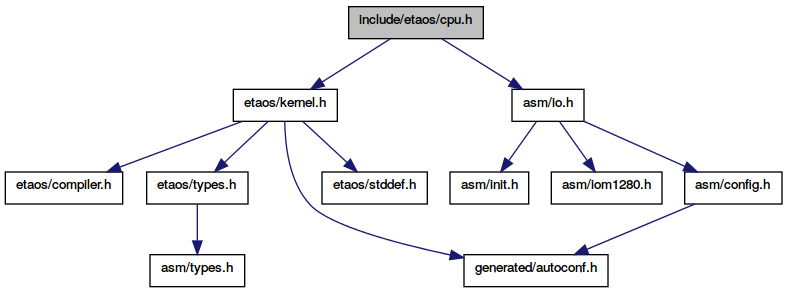 include/etaos/cpu.h
etaos/kernel.h
asm/io.h
etaos/compiler.h
etaos/types.h
etaos/stddef.h
asm/init.h
asm/iom1280.h
asm/config.h
asm/types.h
generated/autoconf.h